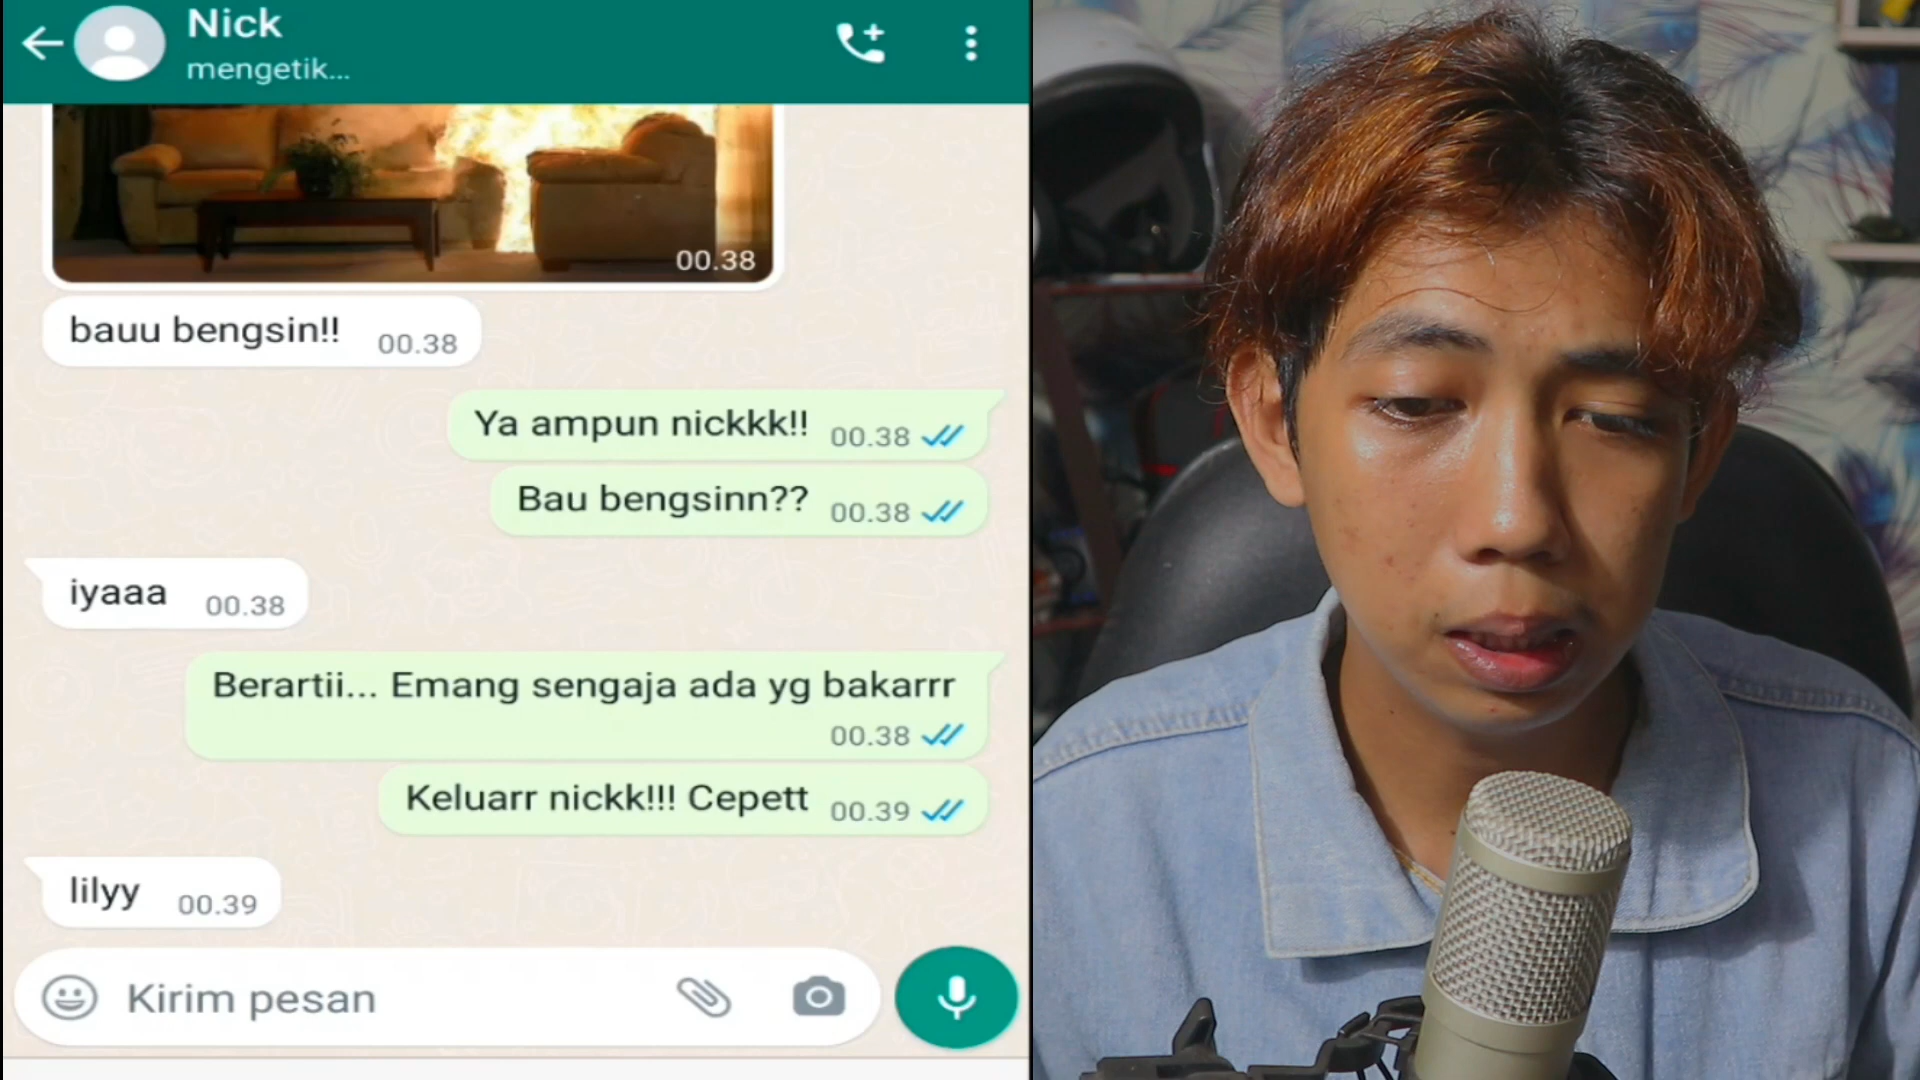 Nick
mengetik...
00.38
bauu bengsin!! 00.38
Ya ampun nickkk!! 00.38
Bau bengsinn?? 00.38
iyaaa 00.38
Berartii... Emang sengaja ada yg bakarrr
00.38
Keluarr nickk!!! Cepett 00.39
lilyy 00.39
Kirim pesan